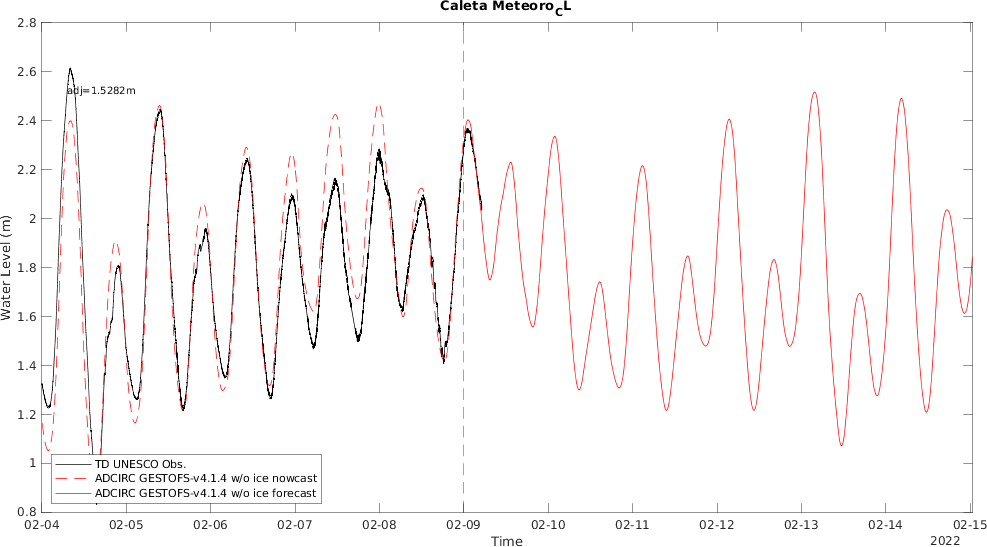 Caleta Meteoro_CL
2.8
2.6
2.4
2.2
2
1.8
1.6
1.4
1.2
1
0.8
Water Level (m)
adj=1.5282m
TD UNESCO Obs.
ADCIRC GESTOFS-v4.1.4 w/o ice nowcast
ADCIRC GESTOFS-v4.1.4 w/o ice forecast
02-04 02-05 02-06 02-07 02-08 02-09 02-10 02-11 02-12 02-13 02-14 02-15
Time
2022